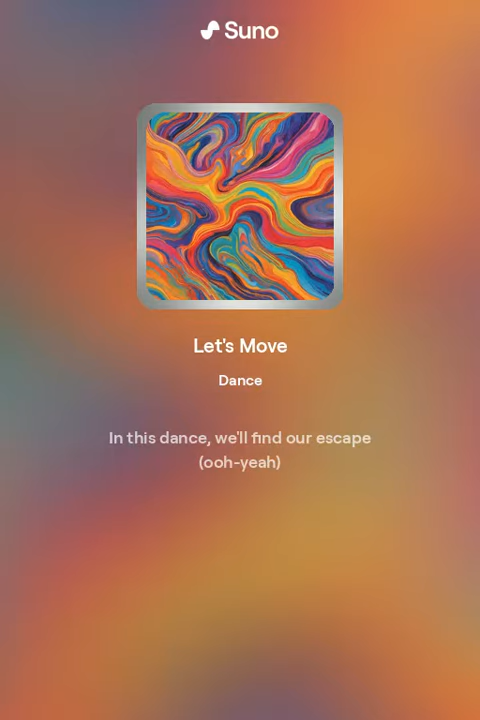 Suno
Let's Move
Dance
In this dance, we'll find our escape
(ooh-yeah)